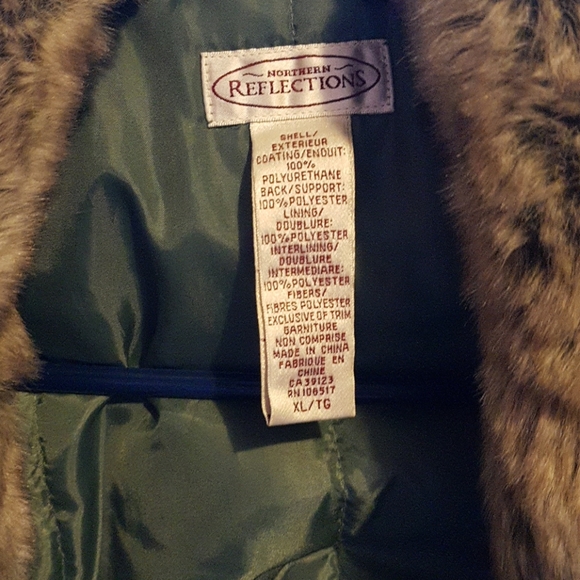 ~ NORTHERN ~
REFLECTIONS
SHELL/
EXTERIEUR
COATING/ENDUIT:
100%
POLYURETHANE
BACK/SUPPORT:
100% POLYESTER
LINING/
DOUBLURE:
100% POLYESTER
INTERLINING/
DOUBLURE
INTERMEDIARE:
100% POLYESTER
FIBERS/
FIBRES POLYESTER
EXCLUSIVE OF TRIM
GARNITURE
NON COMPRISE
MADE IN CHINA
FABRIQUE EN
CHINE
CA 39123
RN 106517
XL/TG